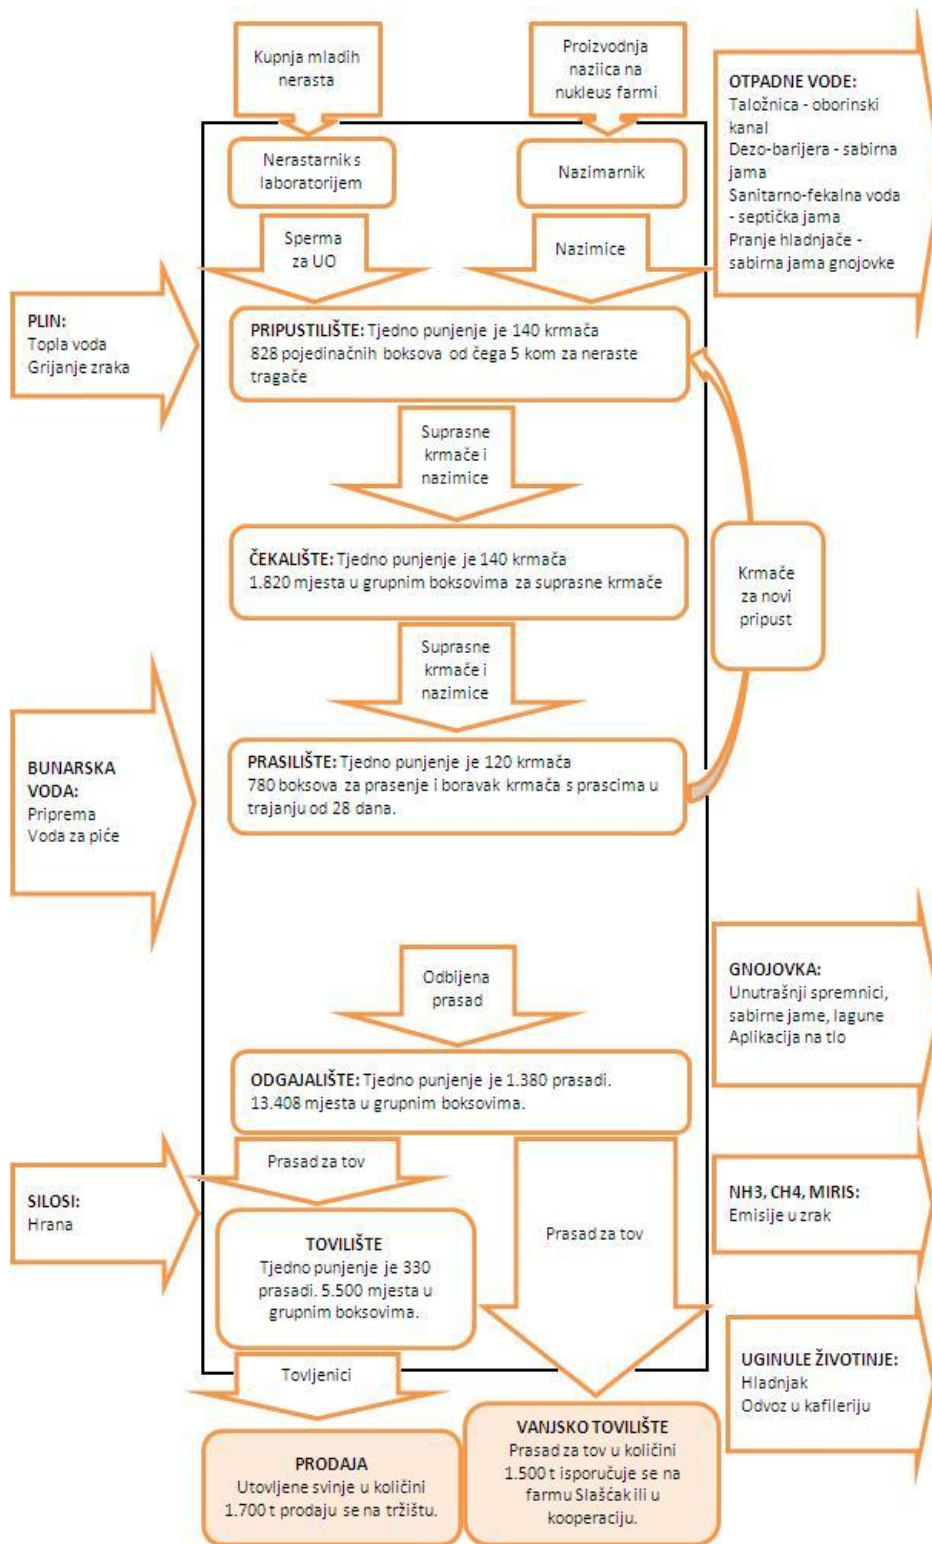 Kupnja mladih
nerasta
Proizvodnja
naziica na
nukleus farmi
OTPADNE VODE:
Taložnica - oborinski
kanal
Dezo-barijera - sabirna
jama
Sanitarno-fekalna voda
- septička jama
Pranje hladnjače -
sabirna jama gnojovke
Nerastarnik s
laboratorijem
Nazimarnik
Sperma
za UO
Nazimice
PLIN:
Topla voda
Grijanje zraka
PRIPUSTILIŠTE: Tjedno punjenje je 140 krmača
828 pojedinačnih boksova od čega 5 kom za neraste
tragače
Suprasne
krmače i
nazimice
ČEKALIŠTE: Tjedno punjenje je 140 krmača
1.820 mjesta u grupnim boksovima za suprasne krmače
Krmače
za novi
pripust
Suprasne
krmače i
nazimice
BUNARSKA
VODA:
Priprema
Voda za piće
PRASILIŠTE: Tjedno punjenje je 120 krmača
780 boksova za prasenje i boravak krmača s prascima u
trajanju od 28 dana.
Odbijena
prasad
GNOJOVKA:
Unutrašnji spremnici,
sabirne jame, lagune
Aplikacija na tlo
ODGAJALIŠTE: Tjedno punjenje je 1.380 prasadi.
13.408 mjesta u grupnim boksovima.
Prasad za tov
SILOSI:
Hrana
TOVILIŠTE
Tjedno punjenje je 330
prasadi. 5.500 mjesta u
grupnim boksovima.
Prasad za tov
NH3, CH4, MIRIS:
Emisije u zrak
Tovljenici
UGINULE ŽIVOTINJE:
Hladnjak
Odvoz u kafileriju
PRODAJA
Utovljene svinje u količini
1.700 t prodaju se na tržištu.
VANJSKO TOVILIŠTE
Prasad za tov u količini
1.500 t isporučuje se na
farmu Slašćak ili u
kooperaciju.